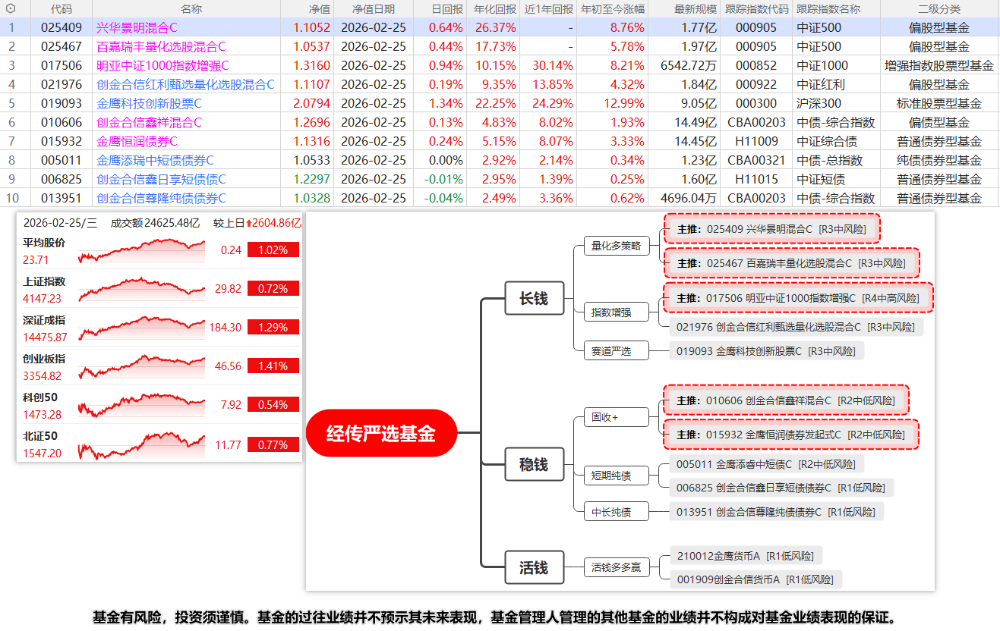 代码 名称 净值 净值日期 日回报 年化回报 近1年回报 年初至今涨幅 最新规模 跟踪指数代码 跟踪指数名称 二级分类
1 025409 兴华景明混合C 1.1052 2026-02-25 0.64% 26.37% - 8.76% 1.77亿 000905 中证500 偏股型基金
2 025467 百嘉瑞丰量化选股混合C 1.0537 2026-02-25 0.44% 17.73% - 5.78% 1.97亿 000905 中证500 偏股型基金
3 017506 明亚中证1000指数增强C 1.3160 2026-02-25 0.94% 10.15% 30.14% 8.21% 6542.72万 000852 中证1000 增强指数股票型基金
4 021976 创金合信红利甄选量化选股混合C 1.1107 2026-02-25 0.19% 9.35% 13.85% 4.32% 1.84亿 000922 中证红利 偏股型基金
5 019093 金鹰科技创新股票C 2.0794 2026-02-25 1.34% 22.25% 24.29% 12.99% 9.05亿 000300 沪深300 标准股票型基金
6 010606 创金合信鑫祥混合C 1.2696 2026-02-25 0.13% 4.83% 8.02% 1.93% 14.49亿 CBA00203 中债-综合指数 偏债型基金
7 015932 金鹰恒润债券C 1.1316 2026-02-25 0.24% 5.15% 8.07% 3.33% 14.45亿 H11009 中证综合债 普通债券型基金
8 005011 金鹰添瑞中短债债券C 1.0533 2026-02-25 0.00% 2.92% 2.14% 0.34% 1.23亿 CBA00321 中债-总指数 纯债债券型基金
9 006825 创金合信鑫日享短债债C 1.2297 2026-02-25 -0.01% 2.95% 1.39% 0.25% 1.60亿 H11015 中证短债 普通债券型基金
10 013951 创金合信尊隆纯债债券C 1.0328 2026-02-25 -0.04% 2.49% 3.36% 0.62% 4696.04万 CBA00203 中债-综合指数 普通债券型基金
2026-02-25/三 成交额24625.48亿 较上日⬆2604.86亿
平均股价
23.71 0.24 1.02%
上证指数
4147.23 29.82 0.72%
深证成指
14475.87 184.30 1.29%
创业板指
3354.82 46.56 1.41%
科创50
1473.28 7.92 0.54%
北证50
1547.20 11.77 0.77%
经传严选基金
长钱
量化多策略
主推：025409 兴华景明混合C [R3中风险]
主推：025467 百嘉瑞丰量化选股混合C [R3中风险]
指数增强
主推：017506 明亚中证1000指数增强C [R4中高风险]
021976 创金合信红利甄选量化选股混合C [R3中风险]
赛道严选
019093 金鹰科技创新股票C [R3中风险]
稳钱
固收+
主推：010606 创金合信鑫祥混合C [R2中低风险]
主推：015932 金鹰恒润债券发起式C [R2中低风险]
短期纯债
005011 金鹰添睿中短债C [R2中低风险]
006825 创金合信鑫日享短债债券C [R1低风险]
中长纯债
013951 创金合信尊隆纯债债券C [R1低风险]
活钱
活钱多多赢
210012金鹰货币A [R1低风险]
001909创金合信货币A [R1低风险]
基金有风险，投资须谨慎。基金的过往业绩并不预示其未来表现，基金管理人管理的其他基金的业绩并不构成对基金业绩表现的保证。